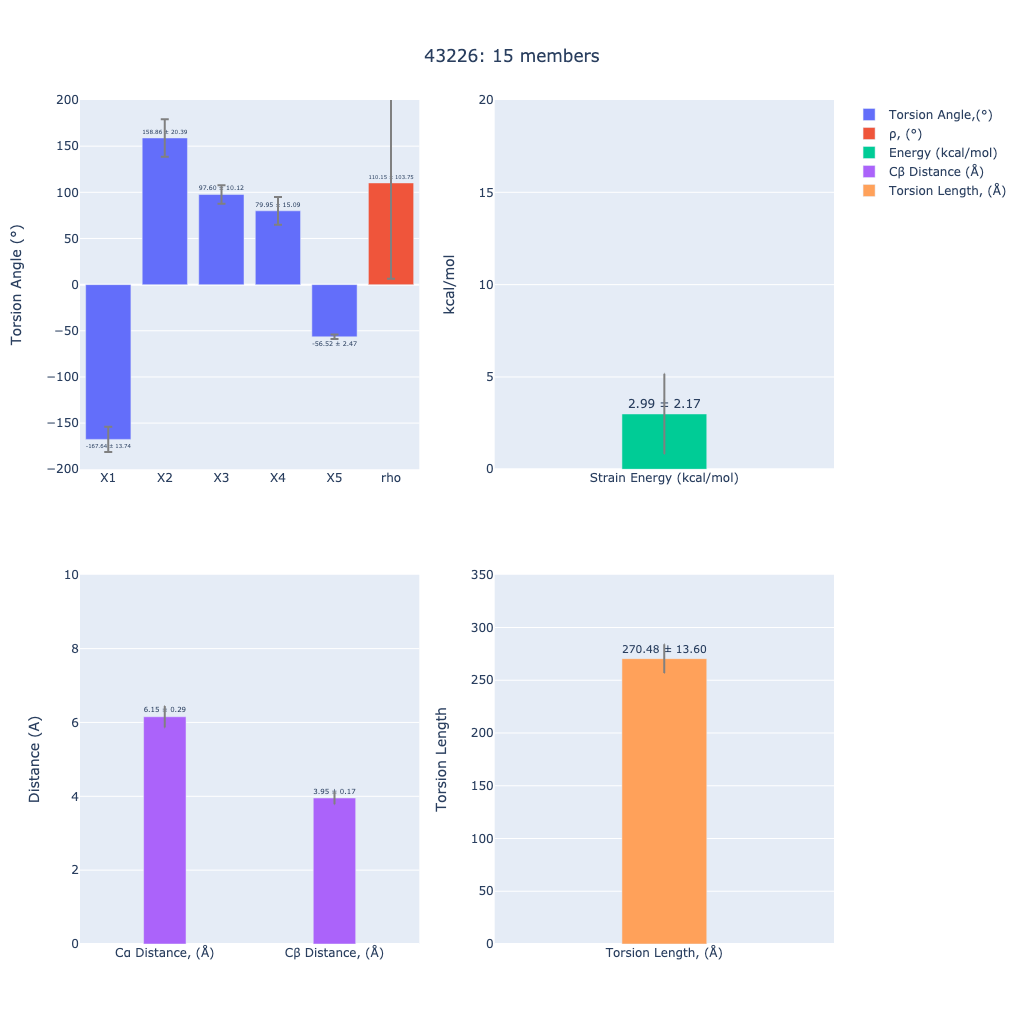 43226: 15 members
200
150
100
50
0
−50
−100
−150
−200
Torsion Angle (°)
158.86 ± 20.39
97.60 ± 10.12
79.95 ± 15.09
110.15 ± 103.75
-56.52 ± 2.47
-167.64 ± 13.74
X1 X2 X3 X4 X5 rho
20
15
10
5
0
kcal/mol
2.99 ± 2.17
Strain Energy (kcal/mol)
Torsion Angle,(°)
ρ, (°)
Energy (kcal/mol)
Cβ Distance (Å)
Torsion Length, (Å)
10
8
6
4
2
0
Distance (A)
6.15 ± 0.29
3.95 ± 0.17
Cα Distance, (Å) Cβ Distance, (Å)
350
300
250
200
150
100
50
0
Torsion Length
270.48 ± 13.60
Torsion Length, (Å)